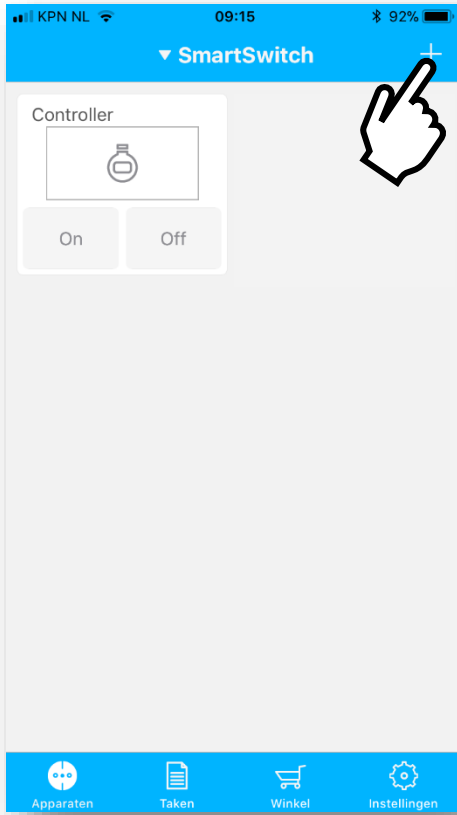 KPN NL 09:15 92%
SmartSwitch
Controller
On Off
Apparaten Taken Winkel Instellingen